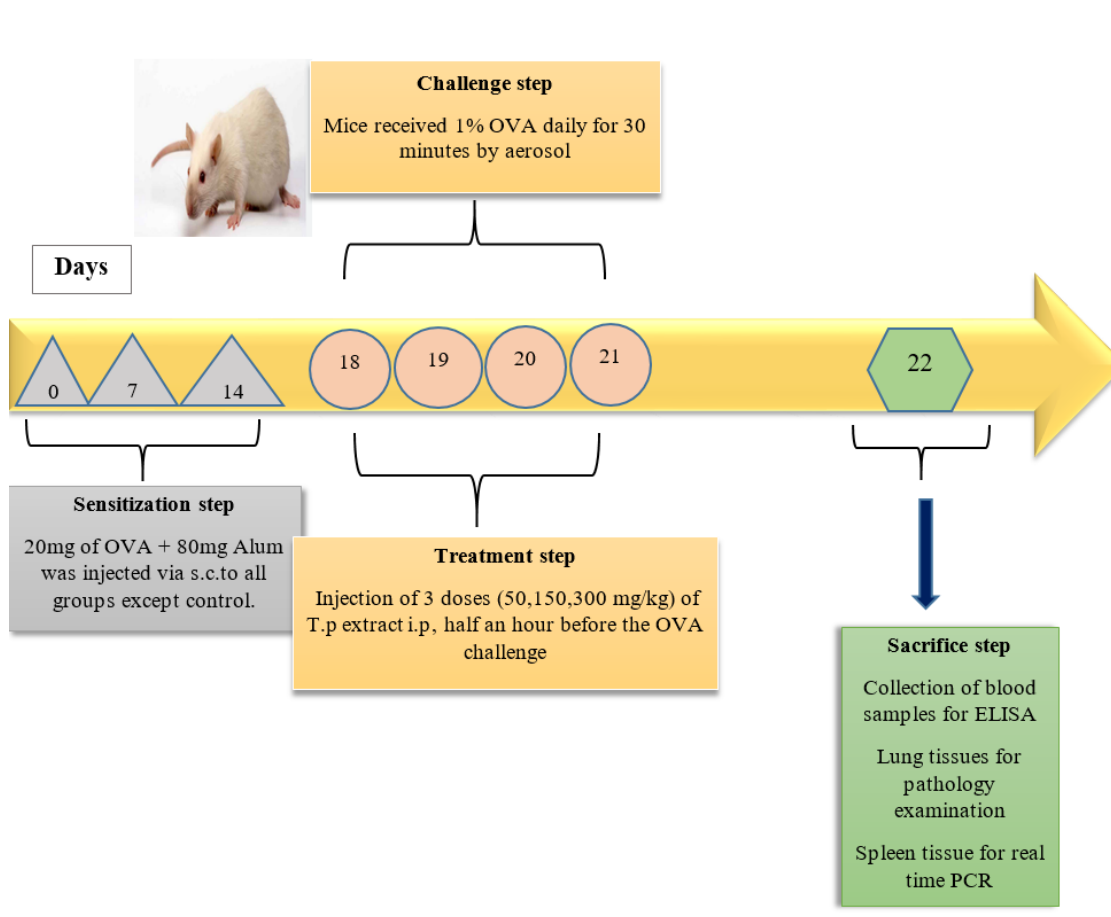 Challenge step
Mice received 1% OVA daily for 30
minutes by aerosol
Days
0
7
14
18
19
20
21
22
Sensitization step
20mg of OVA + 80mg Alum
was injected via s.c.to all
groups except control.
Treatment step
Injection of 3 doses (50,150,300 mg/kg) of
T.p extract i.p, half an hour before the OVA
challenge
Sacrifice step
Collection of blood
samples for ELISA
Lung tissues for
pathology
examination
Spleen tissue for real
time PCR